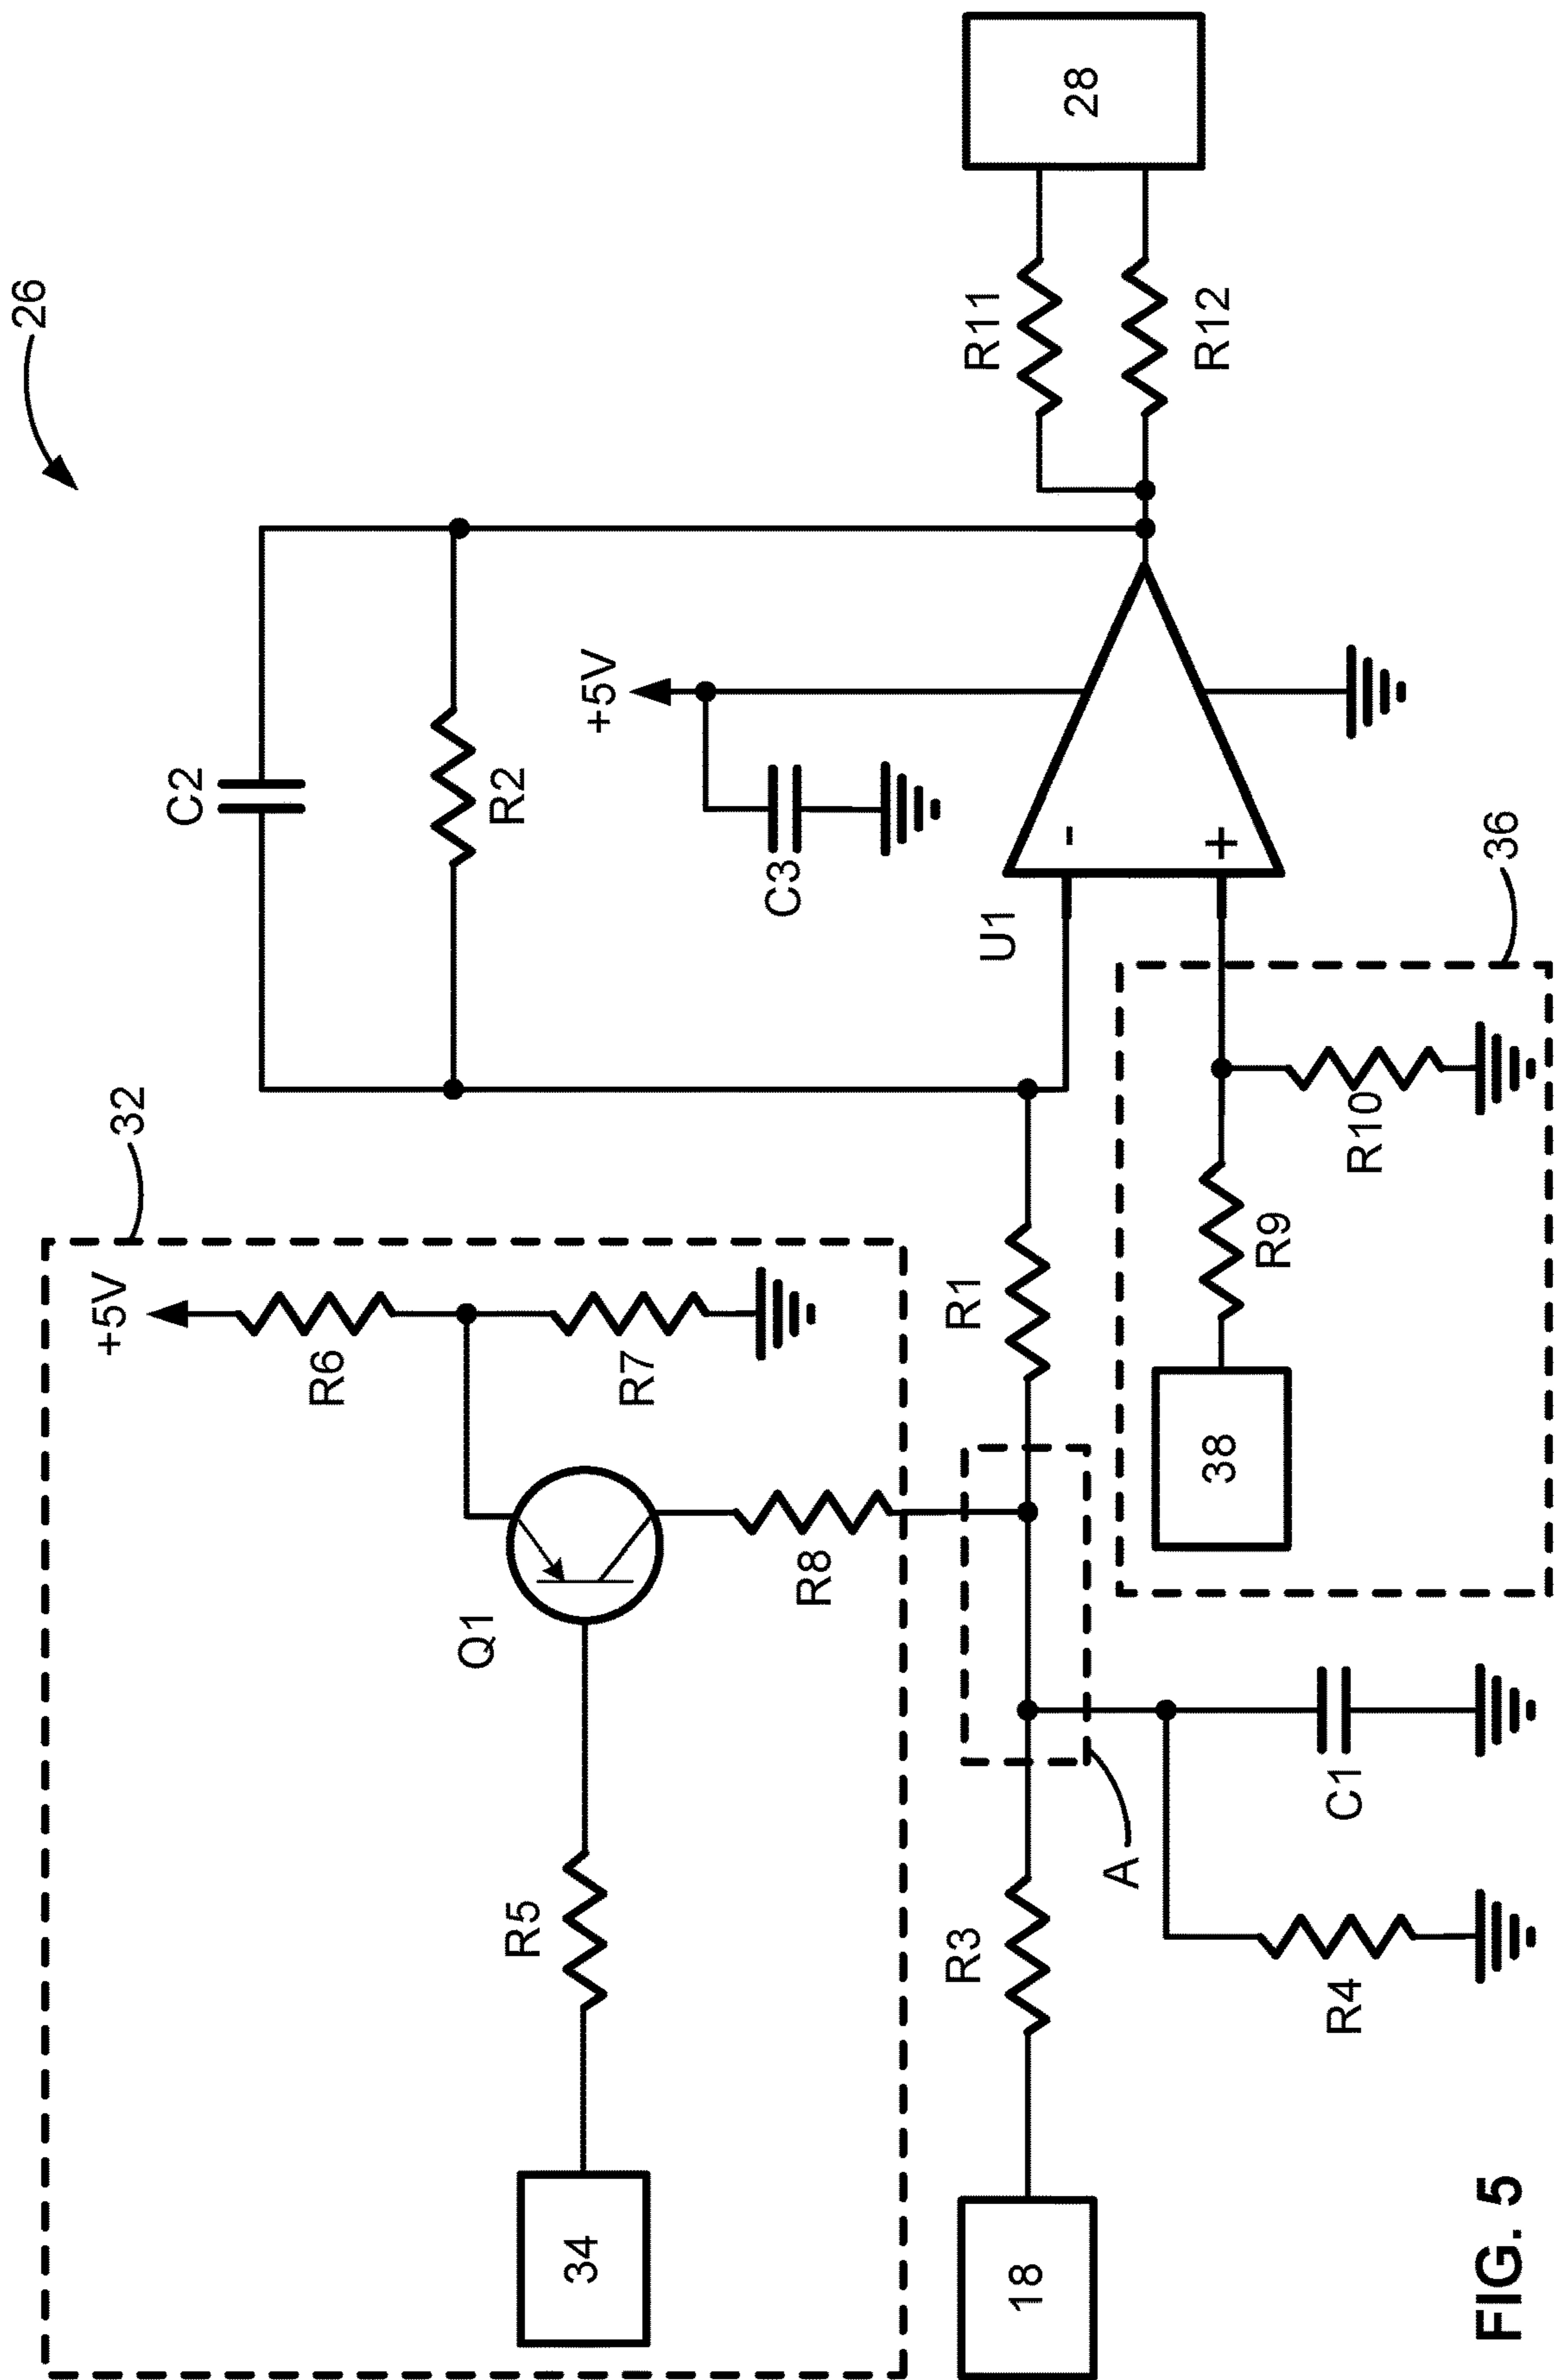 26
32
+5V
R6
R7
Q1
R5
R8
34
C2
R2
+5V
C3
U1
-
+
R11
R12
28
18
R3
A
R1
R4
C1
38
R9
R10
36
FIG. 5